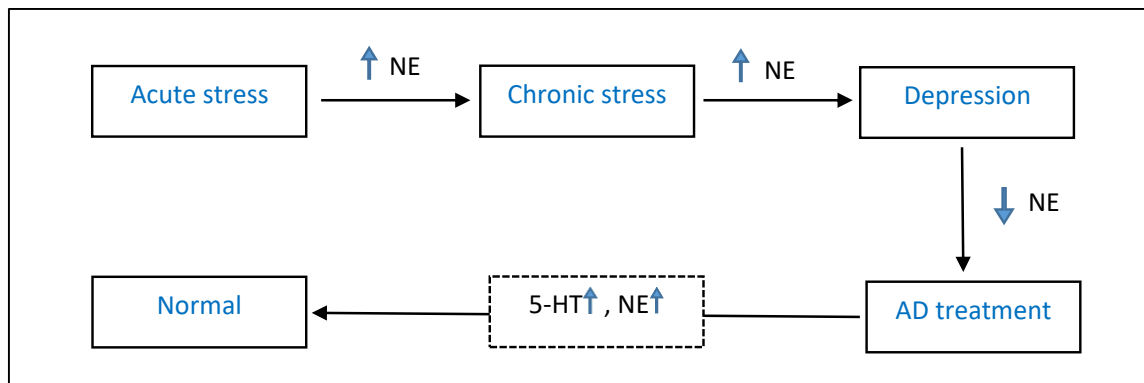 ↑ NE
↑ NE
Acute stress
Chronic stress
Depression
↓ NE
Normal
5-HT↑ , NE↑
AD treatment